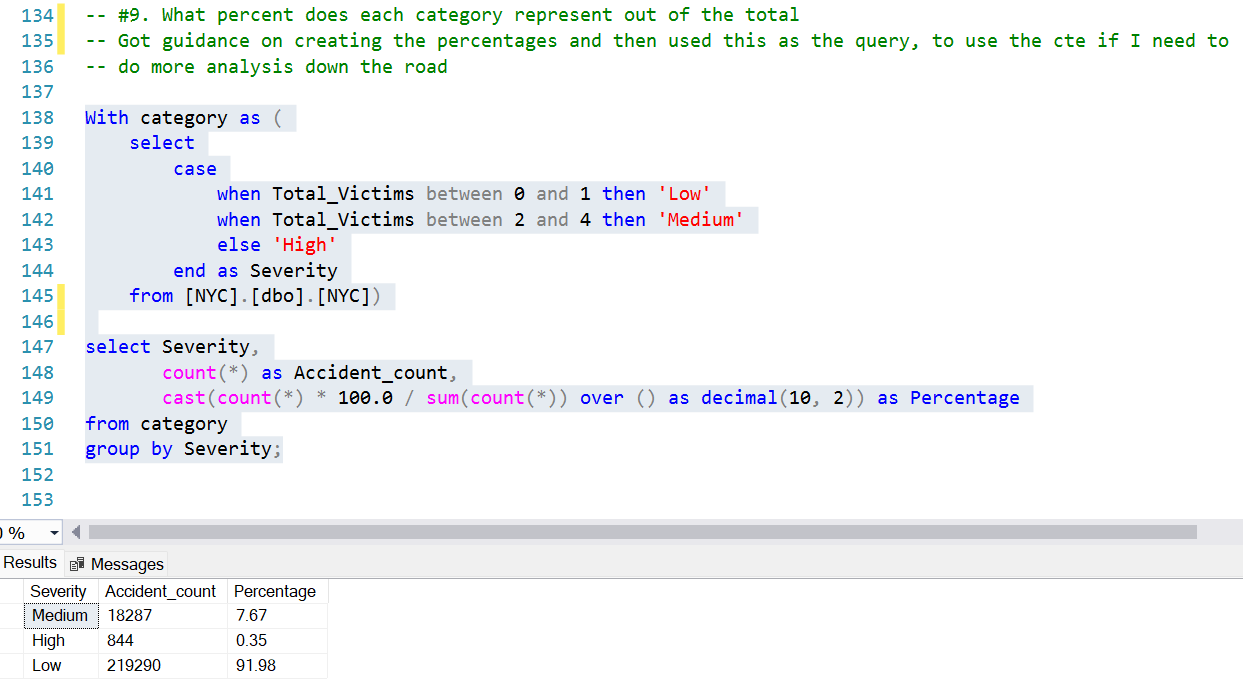 134 -- #9. What percent does each category represent out of the total
135 -- Got guidance on creating the percentages and then used this as the query, to use the cte if I need to
136 -- do more analysis down the road
137
138 With category as (
139 select
140 case
141 when Total_Victims between 0 and 1 then 'Low'
142 when Total_Victims between 2 and 4 then 'Medium'
143 else 'High'
144 end as Severity
145 from [NYC].[dbo].[NYC])
146
147 select Severity,
148 count(*) as Accident_count,
149 cast(count(*) * 100.0 / sum(count(*)) over () as decimal(10, 2)) as Percentage
150 from category
151 group by Severity;
152
153
%
Results Messages
Severity Accident_count Percentage
Medium 18287 7.67
High 844 0.35
Low 219290 91.98